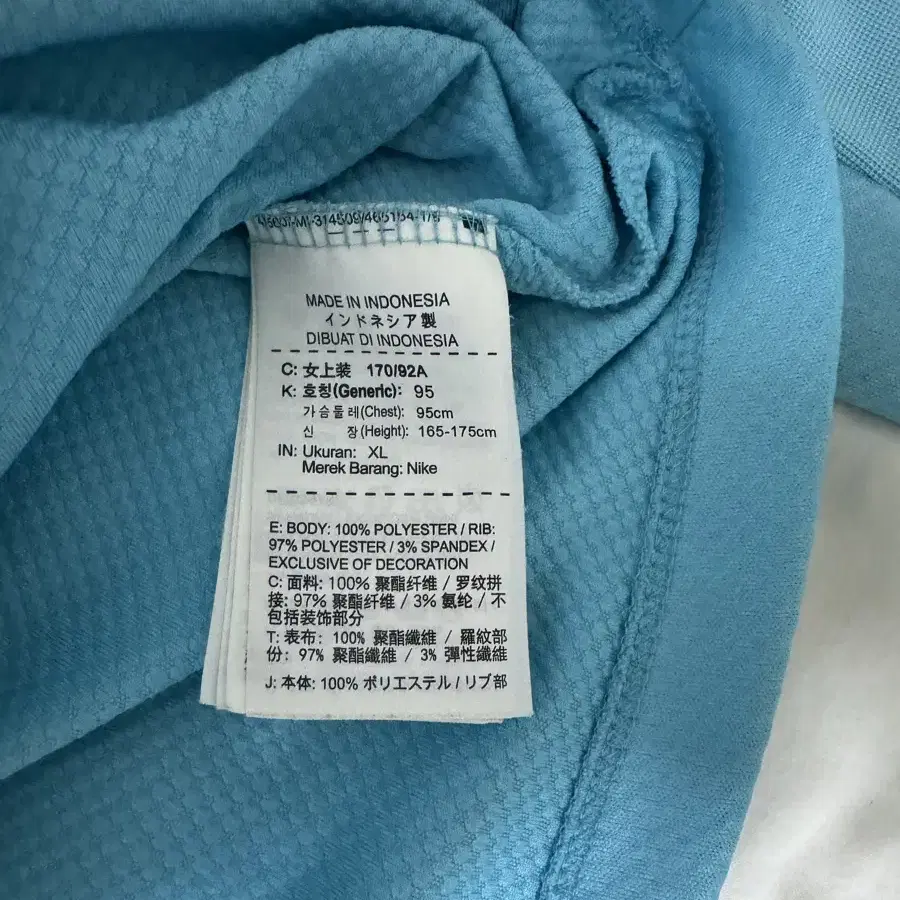 MADE IN INDONESIA
インドネシア製
DIBUAT DI INDONESIA
C: 女上装 170/92A
K: 호칭(Generic): 95
가슴둘레(Chest): 95cm
신 장(Height): 165-175cm
IN: Ukuran: XL
Merek Barang: Nike
E: BODY: 100% POLYESTER / RIB:
97% POLYESTER / 3% SPANDEX /
EXCLUSIVE OF DECORATION
C: 面料: 100% 聚酯纤维 / 罗纹拼
接: 97% 聚酯纤维 / 3% 氨纶 / 不
包括装饰部分
T: 表布: 100% 聚酯纖維 / 羅紋部
份: 97% 聚酯纖維 / 3% 彈性纖維
J: 本体: 100% ポリエステル / リブ部